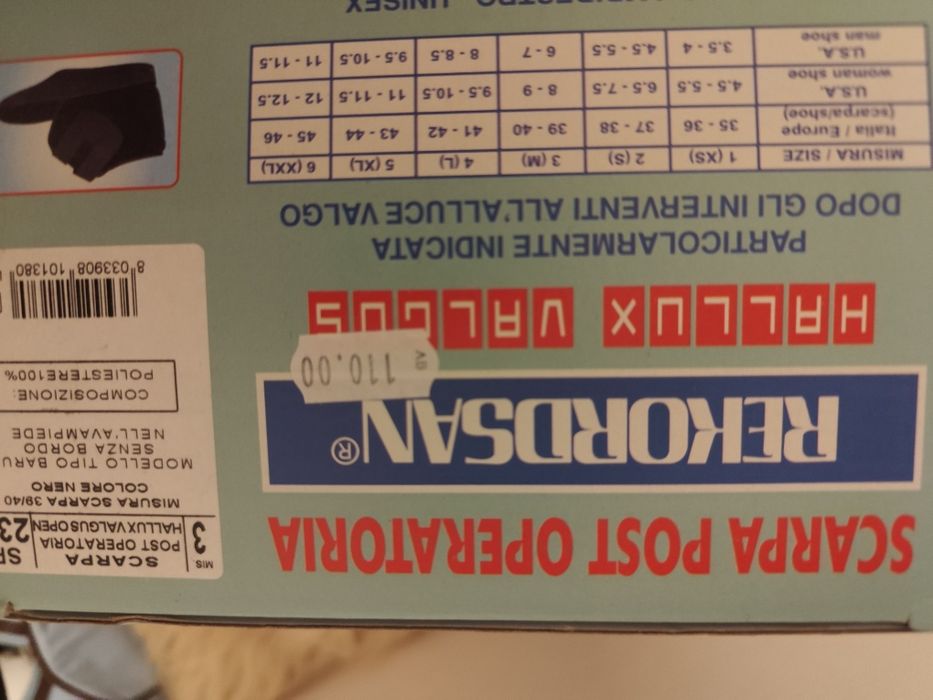 SCARPA POST OPERATORIA
REKORDSAN®
AB
110.00
HALLUX VALGUS
PARTICOLARMENTE INDICATA
DOPO GLI INTERVENTI ALL'ALLUCE VALGO
MISURA / SIZE 1 (XS) 2 (S) 3 (M) 4 (L) 5 (XL) 6 (XXL)
Italia / Europe (scarpa/shoe) 35 - 36 37 - 38 39 - 40 41 - 42 43 - 44 45 - 46
U.S.A. woman shoe 4.5 - 5.5 6.5 - 7.5 8 - 9 9.5 - 10.5 11 - 11.5 12 - 12.5
U.S.A. man shoe 3.5 - 4 4.5 - 5.5 6 - 7 8 - 8.5 9.5 - 10.5 11 - 11.5
UNISEX
MIS. 3
SCARPA
POST OPERATORIA
HALLUX VALGUS OPEN
23
MISURA SCARPA 39/40
COLORE NERO
MODELLO TIPO BARU
SENZA BORDO
NELL'AVAMPIEDE
COMPOSIZIONE:
POLIESTERE 100%
8 033908 101380